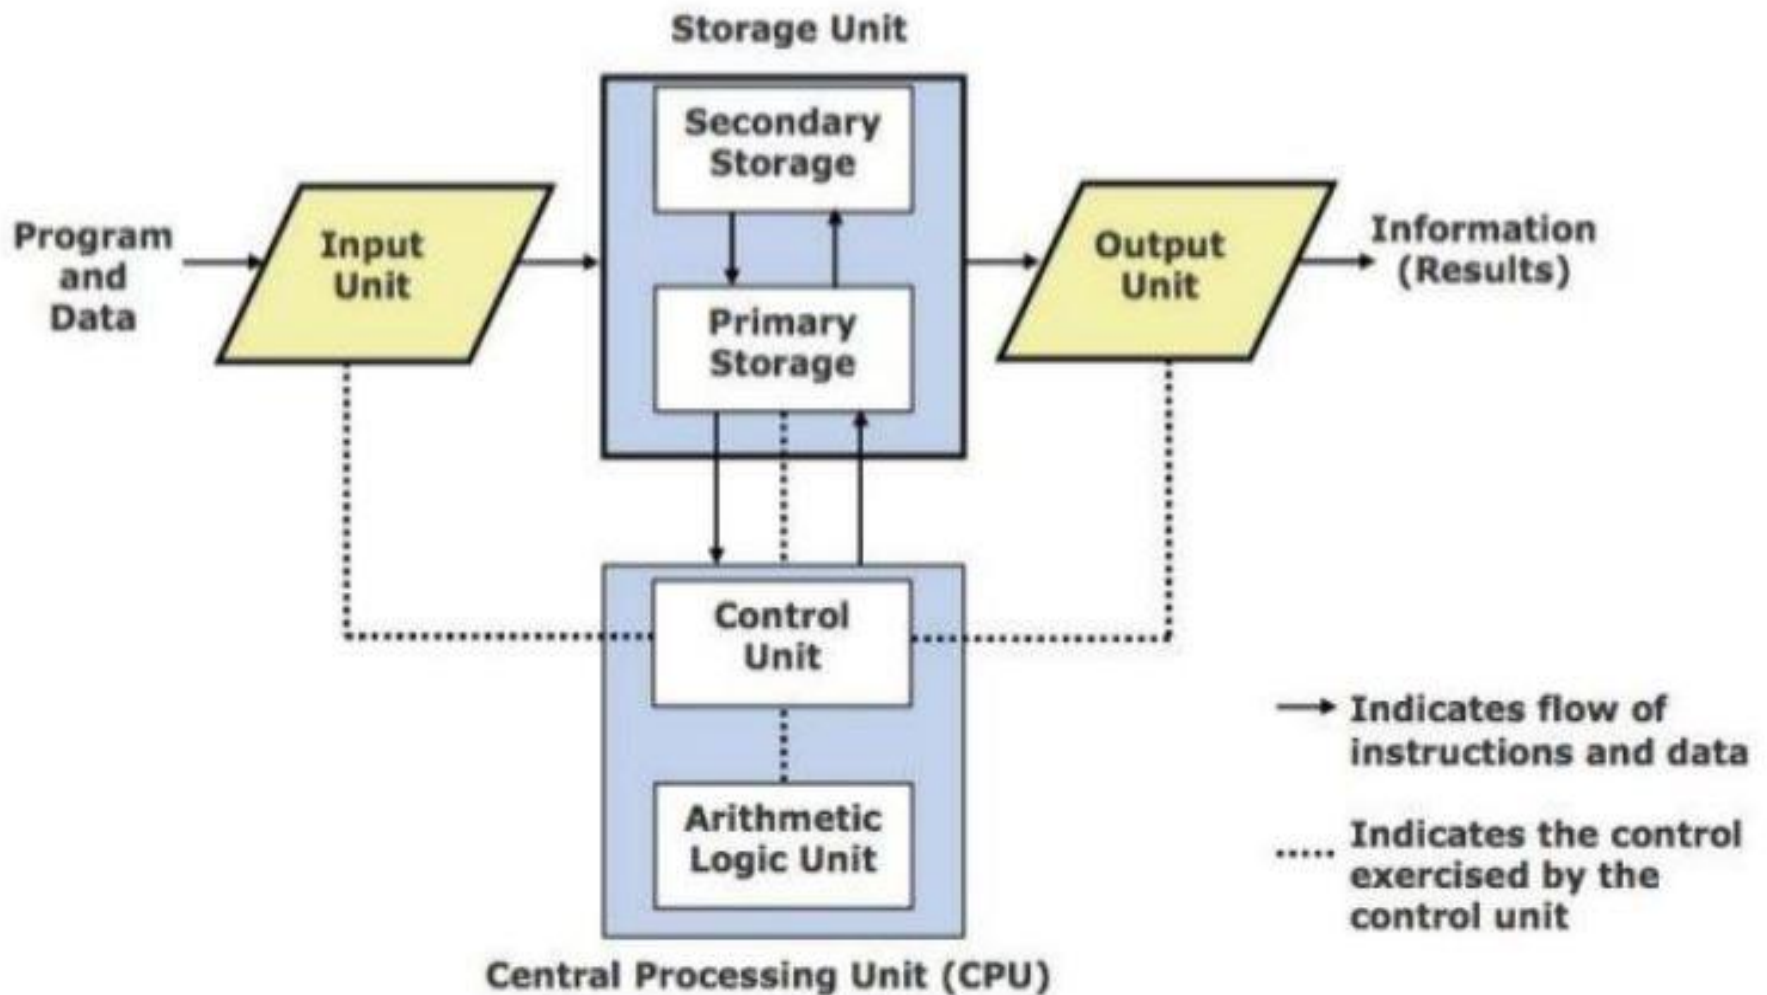 Storage Unit
Secondary
Storage
Program
and
Data
Input
Unit
Primary
Storage
Output
Unit
Information
(Results)
Control
Unit
Arithmetic
Logic Unit
Central Processing Unit (CPU)
Indicates flow of
instructions and data
Indicates the control
exercised by the
control unit